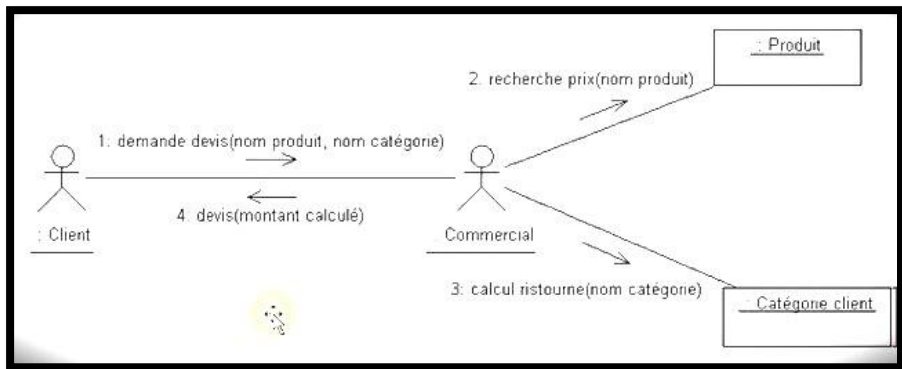 : Produit
2: recherche prix(nom produit)
1: demande devis(nom produit, nom catégorie)
4: devis(montant calculé)
: Client
Commercial
3: calcul ristourne(nom catégorie)
: Catégorie client